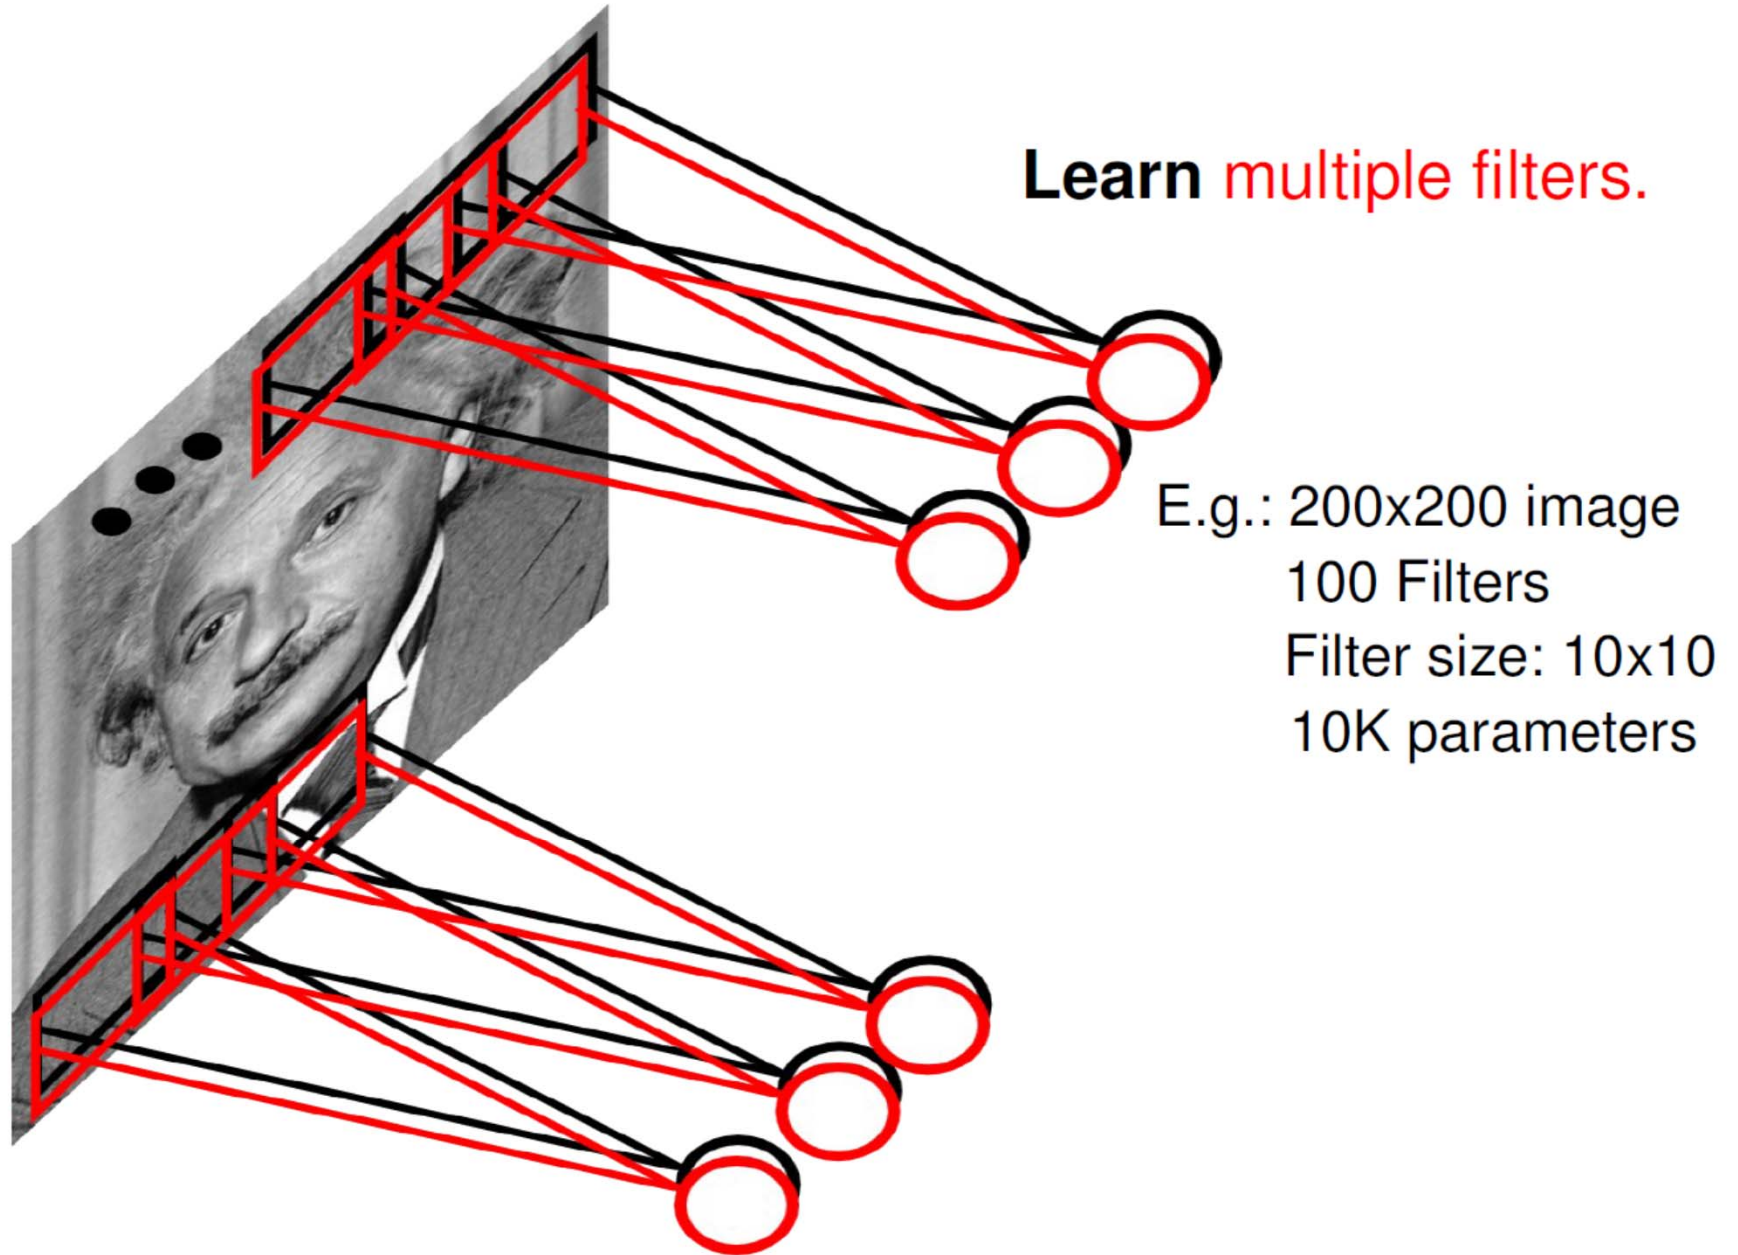 Learn multiple filters.
E.g.: 200x200 image
100 Filters
Filter size: 10x10
10K parameters